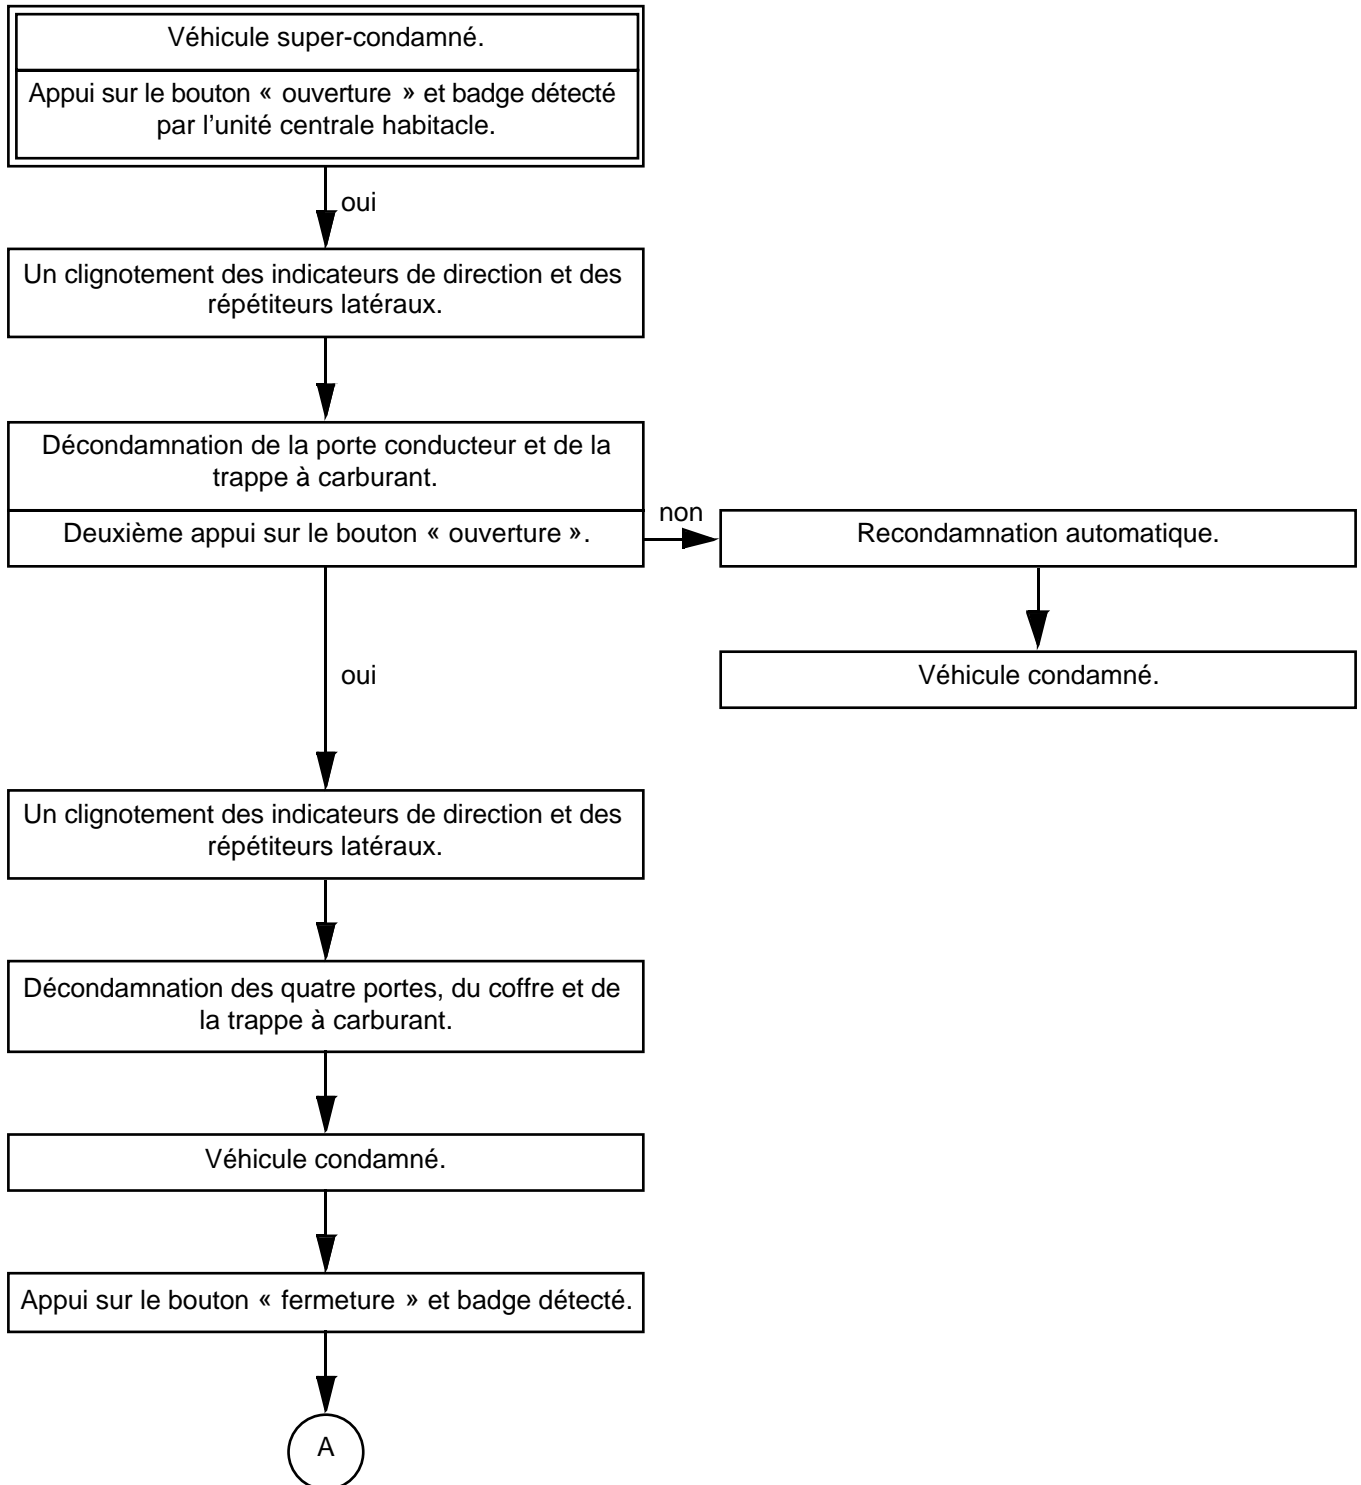 Véhicule super-condamné.
Appui sur le bouton « ouverture » et badge détecté
par l'unité centrale habitacle.
oui
Un clignotement des indicateurs de direction et des
répétiteurs latéraux.
Décondamnation de la porte conducteur et de la
trappe à carburant.
Deuxième appui sur le bouton « ouverture ».
non
Recondamnation automatique.
Véhicule condamné.
oui
Un clignotement des indicateurs de direction et des
répétiteurs latéraux.
Décondamnation des quatre portes, du coffre et de
la trappe à carburant.
Véhicule condamné.
Appui sur le bouton « fermeture » et badge détecté.
A